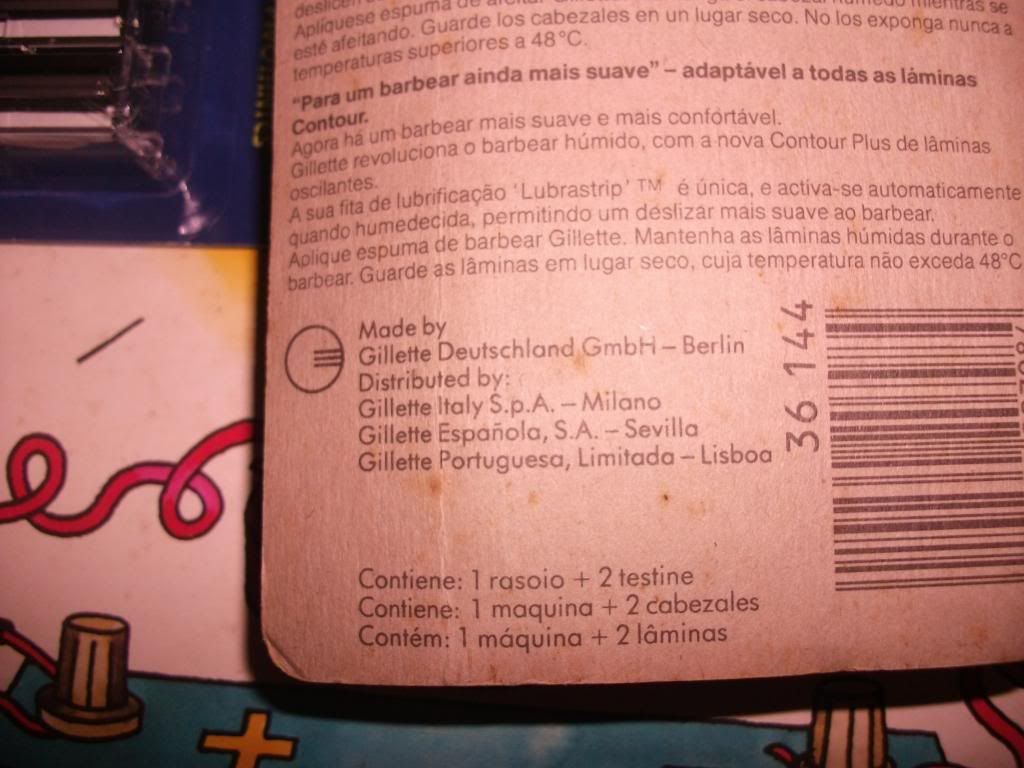 Aplíquese espuma de afeitar
esté afeitando. Guarde los cabezales en un lugar seco. No los exponga nunca a
temperaturas superiores a 48°C.
"Para um barbear ainda mais suave" – adaptável a todas as láminas
Contour.
Agora há um barbear mais suave e mais confortável.
Gillette revoluciona o barbear húmido, com a nova Contour Plus de lâminas
oscilantes.
A sua fita de lubrificação 'Lubrastrip' ™ é única, e activa-se automaticamente
quando humedecida, permitindo um deslizar mais suave ao barbear.
Aplique espuma de barbear Gillette. Mantenha as lâminas húmidas durante o
barbear. Guarde as lâminas em lugar seco, cuja temperatura não exceda 48°C
Made by
Gillette Deutschland GmbH – Berlin
Distributed by:
Gillette Italy S.p.A. – Milano
Gillette Española, S.A. – Sevilla
Gillette Portuguesa, Limitada – Lisboa
36 144
Contiene: 1 rasoio + 2 testine
Contiene: 1 maquina + 2 cabezales
Contém: 1 máquina + 2 lâminas